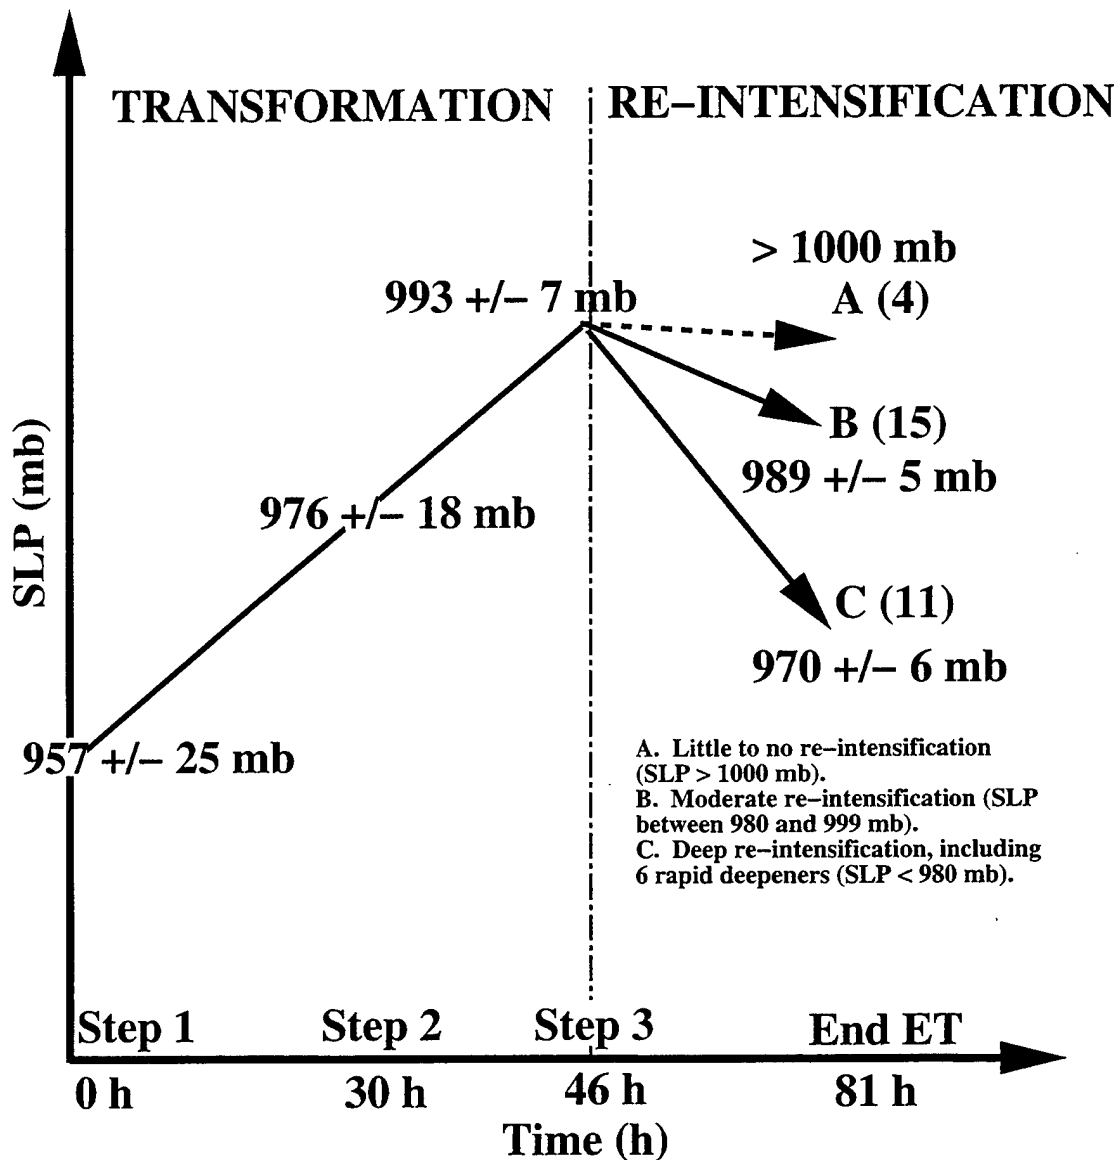 TRANSFORMATION
RE-INTENSIFICATION
> 1000 mb
A (4)
993 +/- 7 mb
B (15)
989 +/- 5 mb
976 +/- 18 mb
C (11)
970 +/- 6 mb
957 +/- 25 mb
SLP (mb)
A. Little to no re-intensification
(SLP > 1000 mb).
B. Moderate re-intensification (SLP
between 980 and 999 mb).
C. Deep re-intensification, including
6 rapid deepeners (SLP < 980 mb).
Step 1
Step 2
Step 3
End ET
0 h
30 h
46 h
81 h
Time (h)